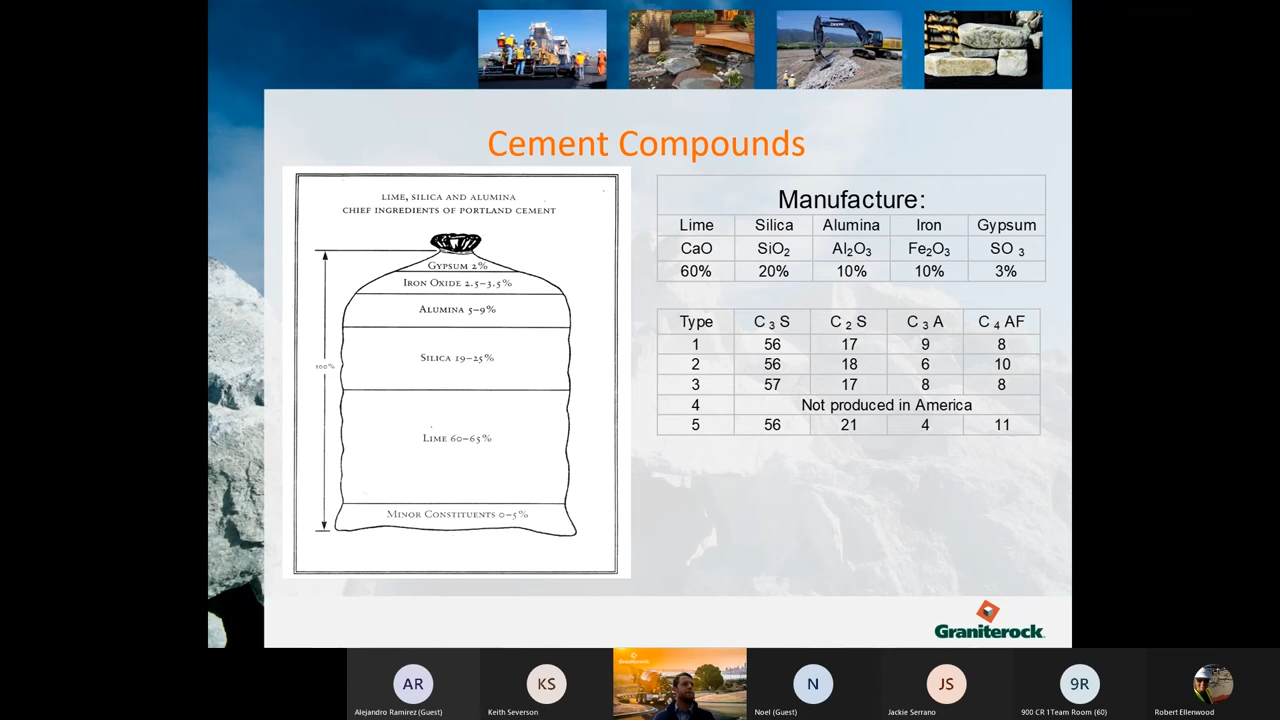 Cement Compounds
LIME, SILICA AND ALUMINA
CHIEF INGREDIENTS OF PORTLAND CEMENT
GYPSUM 2%
IRON OXIDE 2.5–3.5%
ALUMINA 5–9%
SILICA 19–25%
100%
LIME 60–65%
MINOR CONSTITUENTS 0–5%
Manufacture:
Lime Silica Alumina Iron Gypsum
CaO SiO2 Al2O3 Fe2O3 SO 3
60% 20% 10% 10% 3%
Type C 3 S C 2 S C 3 A C 4 AF
1 56 17 9 8
2 56 18 6 10
3 57 17 8 8
4 Not produced in America
5 56 21 4 11
Graniterock
AR KS N JS 9R
Graniterock
Alejandro Ramirez (Guest) Keith Severson Noel (Guest) Jackie Serrano 900 CR 1Team Room (60) Robert Ellenwood